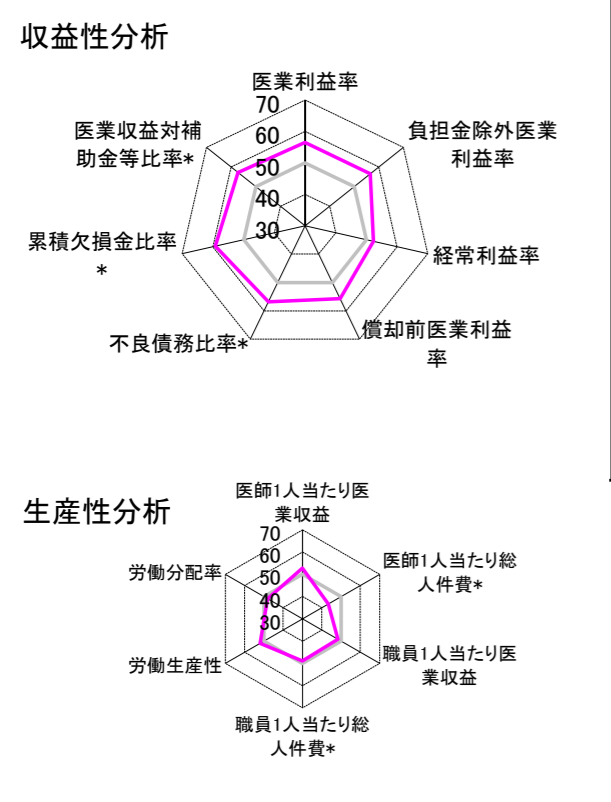 収益性分析
医業利益率
負担金除外医業
利益率
経常利益率
償却前医業利益
率
不良債務比率*
累積欠損金比率
*
医業収益対補
助金等比率*
70
60
50
40
30
生産性分析
医師1人当たり医
業収益
医師1人当たり総
人件費*
職員1人当たり医
業収益
職員1人当たり総
人件費*
労働生産性
労働分配率
70
60
50
40
30